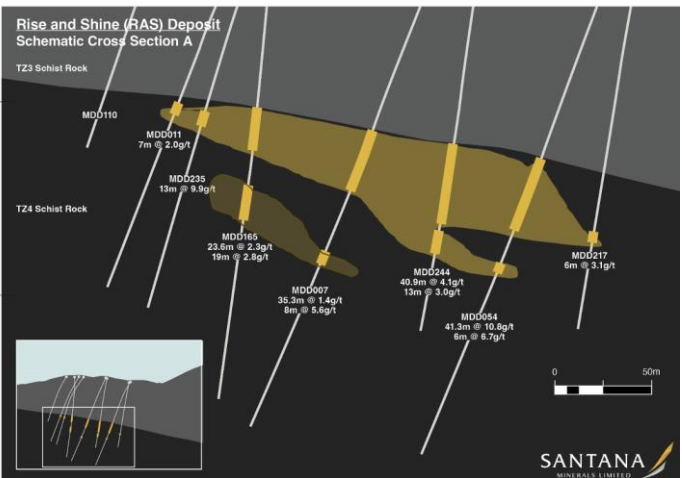 Rise and Shine (RAS) Deposit
Schematic Cross Section A
TZ3 Schist Rock
MDD110
MDD011
7m @ 2.0g/t
MDD235
13m @ 9.9g/t
TZ4 Schist Rock
MDD165
23.6m @ 2.3g/t
19m @ 2.8g/t
MDD007
35.3m @ 1.4g/t
8m @ 5.6g/t
MDD244
40.9m @ 4.1g/t
13m @ 3.0g/t
MDD217
6m @ 3.1g/t
MDD054
41.3m @ 10.8g/t
6m @ 6.7g/t
0 50m
SANTANA
MINERALS LIMITED